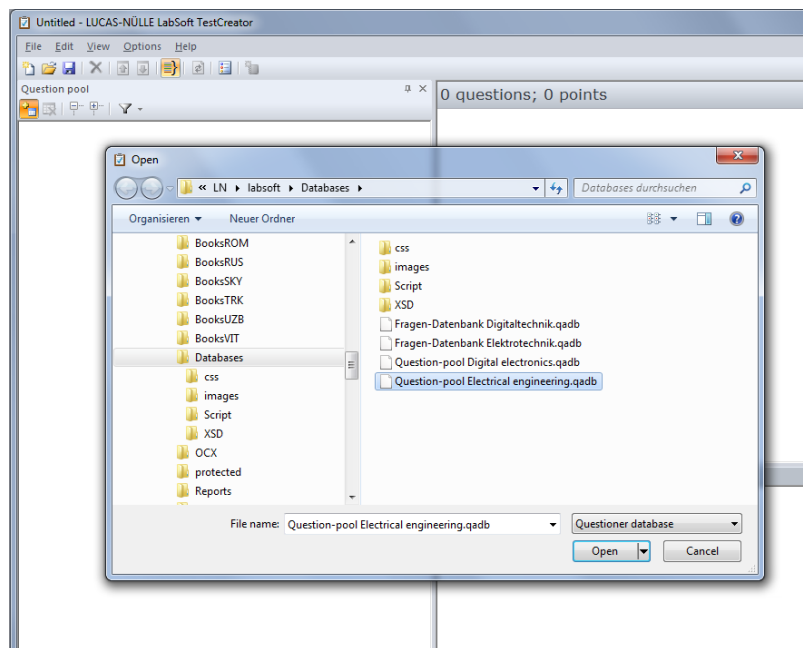 Untitled - LUCAS-NÜLLE LabSoft TestCreator
File Edit View Options Help
Question pool
0 questions; 0 points
Open
« LN labsoft Databases
Databases durchsuchen
Organisieren Neuer Ordner
BooksROM
BooksRUS
BooksSKY
BooksTRK
BooksUZB
BooksVIT
Databases
css
images
Script
XSD
OCX
protected
Reports
css
images
Script
XSD
Fragen-Datenbank Digitaltechnik.qadb
Fragen-Datenbank Elektrotechnik.qadb
Question-pool Digital electronics.qadb
Question-pool Electrical engineering.qadb
File name: Question-pool Electrical engineering.qadb
Questioner database
Open Cancel